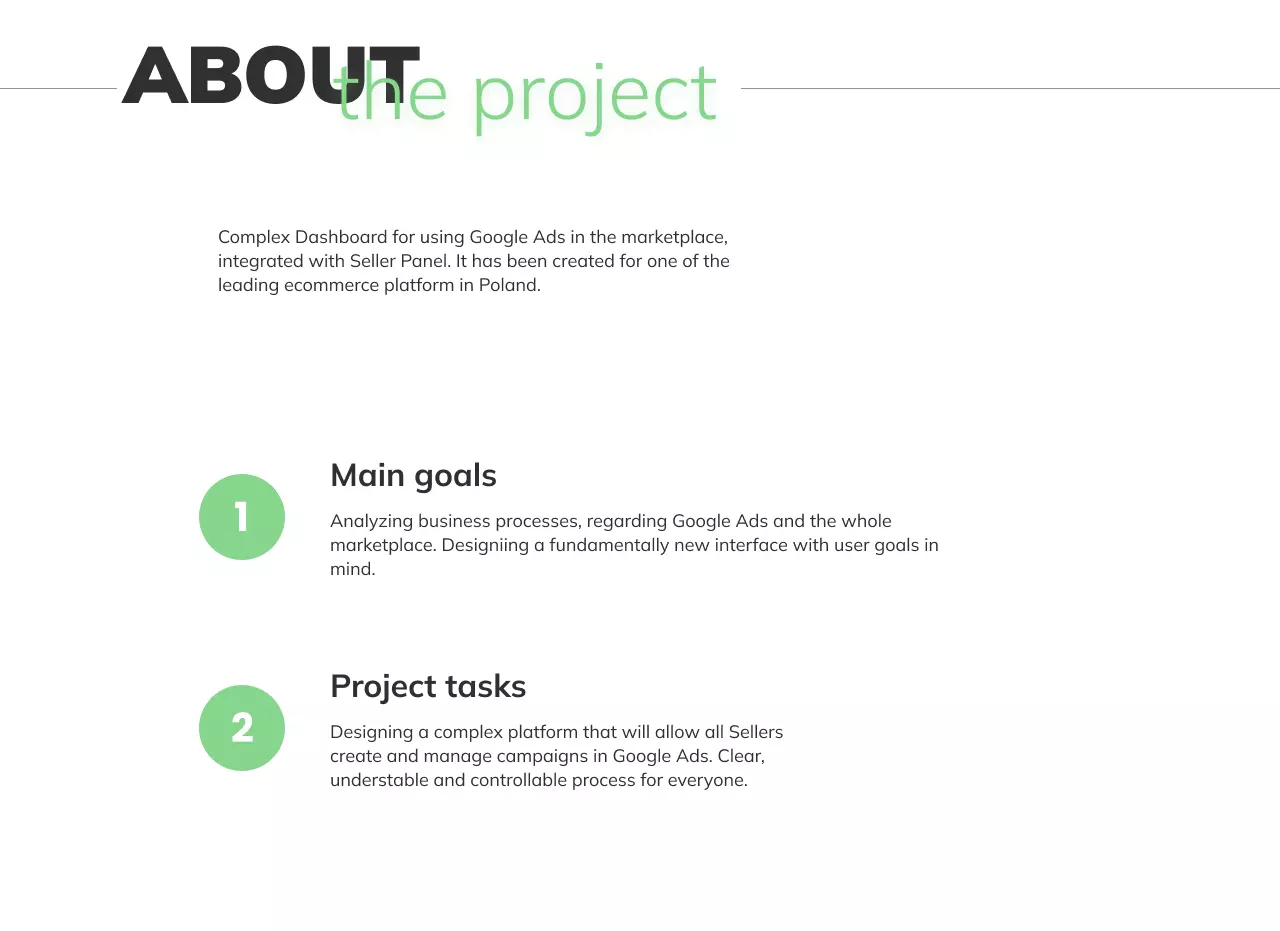 ABOUT
the project
Complex Dashboard for using Google Ads in the marketplace,
integrated with Seller Panel. It has been created for one of the
leading ecommerce platform in Poland.
1
Main goals
Analyzing business processes, regarding Google Ads and the whole
marketplace. Designiing a fundamentally new interface with user goals in
mind.
2
Project tasks
Designing a complex platform that will allow all Sellers
create and manage campaigns in Google Ads. Clear,
understable and controllable process for everyone.